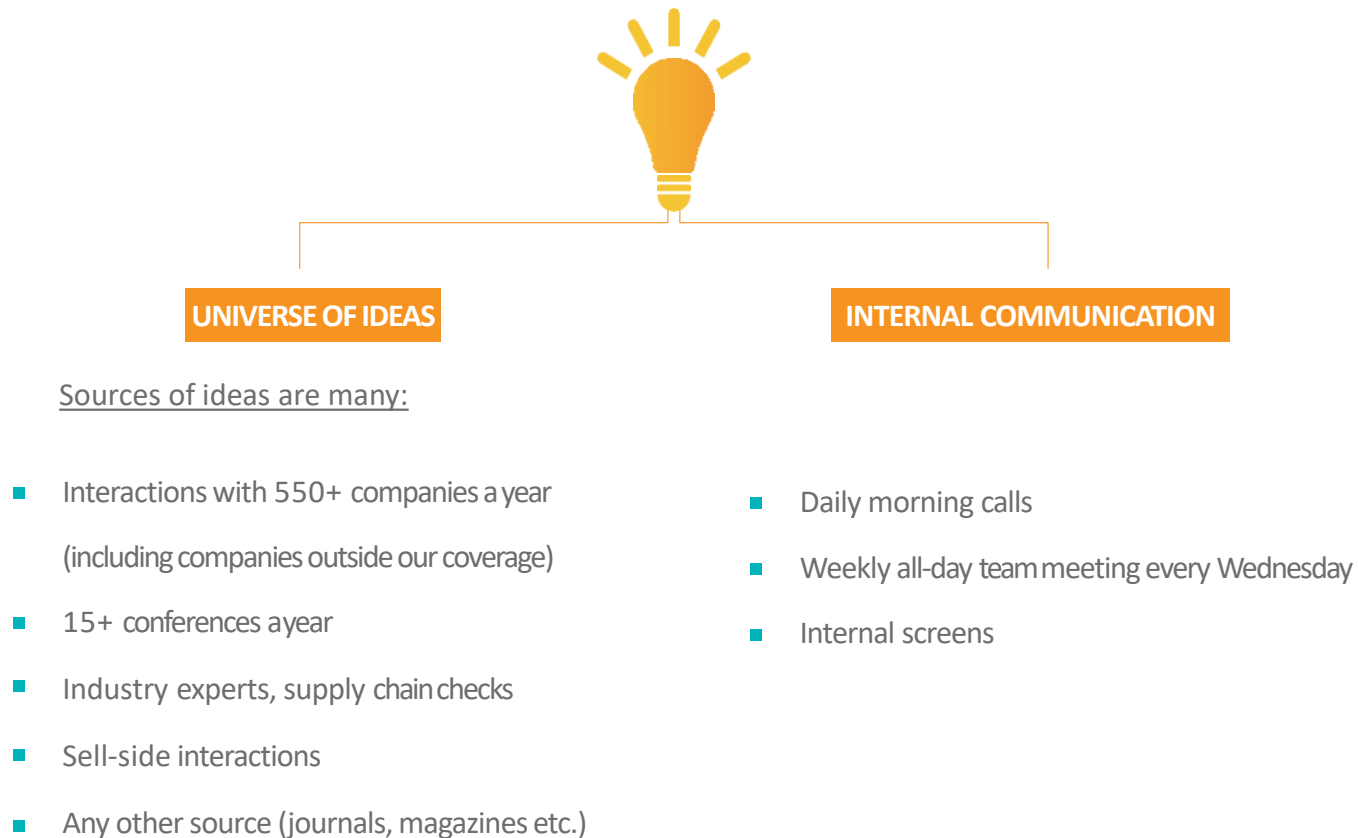 UNIVERSE OF IDEAS
Sources of ideas are many:
Interactions with 550+ companies a year
(including companies outside our coverage)
15+ conferences ayear
Industry experts, supply chain checks
Sell-side interactions
Any other source (journals, magazines etc.)
INTERNAL COMMUNICATION
Daily morning calls
Weekly all-day team meeting every Wednesday
Internal screens